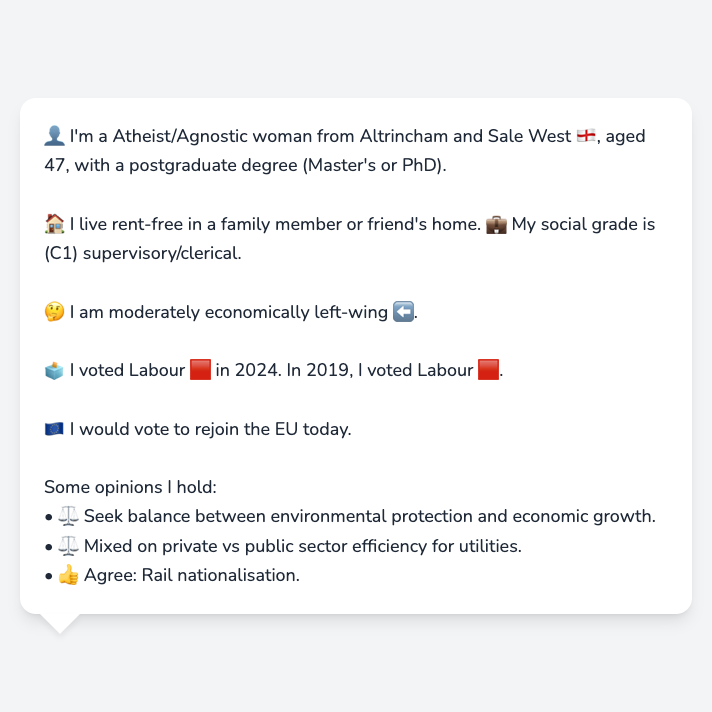 👤 I'm a Atheist/Agnostic woman from Altrincham and Sale West 🏴󠁧󠁢󠁥󠁮󠁧󠁿, aged
47, with a postgraduate degree (Master's or PhD).
🏠 I live rent-free in a family member or friend's home. 💼 My social grade is
(C1) supervisory/clerical.
🤔 I am moderately economically left-wing ⬅️.
🗳️ I voted Labour 🟥 in 2024. In 2019, I voted Labour 🟥.
🇪🇺 I would vote to rejoin the EU today.
Some opinions I hold:
• ⚖️ Seek balance between environmental protection and economic growth.
• ⚖️ Mixed on private vs public sector efficiency for utilities.
• 👍 Agree: Rail nationalisation.